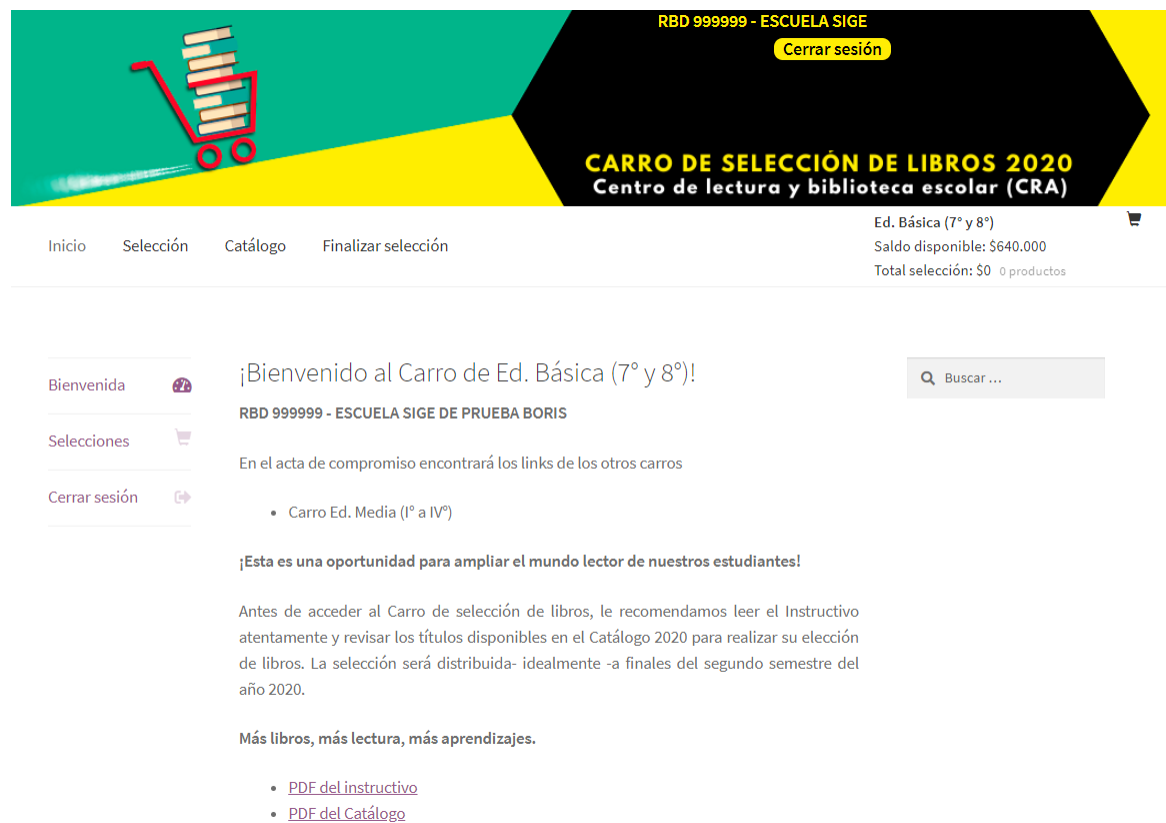 RBD 999999 - ESCUELA SIGE
Cerrar sesión
CARRO DE SELECCIÓN DE LIBROS 2020
Centro de lectura y biblioteca escolar (CRA)
Inicio Selección Catálogo Finalizar selección
Ed. Básica (7° y 8°)
Saldo disponible: $640.000
Total selección: $0 0 productos
Bienvenida
Selecciones
Cerrar sesión
¡Bienvenido al Carro de Ed. Básica (7° y 8°)!
RBD 999999 - ESCUELA SIGE DE PRUEBA BORIS
En el acta de compromiso encontrará los links de los otros carros
• Carro Ed. Media (I° a IV°)
¡Esta es una oportunidad para ampliar el mundo lector de nuestros estudiantes!
Antes de acceder al Carro de selección de libros, le recomendamos leer el Instructivo
atentamente y revisar los títulos disponibles en el Catálogo 2020 para realizar su elección
de libros. La selección será distribuida- idealmente -a finales del segundo semestre del
año 2020.
Más libros, más lectura, más aprendizajes.
• PDF del instructivo
• PDF del Catálogo
Buscar …